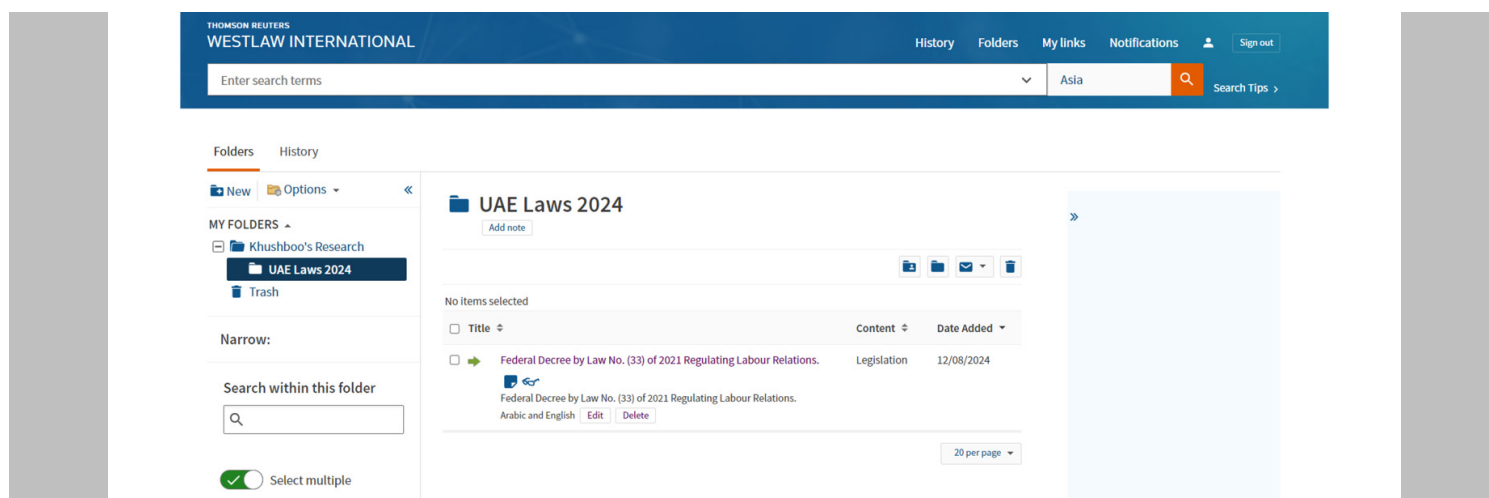 THOMSON REUTERS
WESTLAW INTERNATIONAL
History Folders My links Notifications Sign out
Enter search terms Asia Search Tips
Folders History
New Options
MY FOLDERS
Khushboo's Research
UAE Laws 2024
Trash
Narrow:
Search within this folder
Select multiple
UAE Laws 2024
Add note
No items selected
Title Content Date Added
Federal Decree by Law No. (33) of 2021 Regulating Labour Relations. Legislation 12/08/2024
Federal Decree by Law No. (33) of 2021 Regulating Labour Relations.
Arabic and English Edit Delete
20 per page